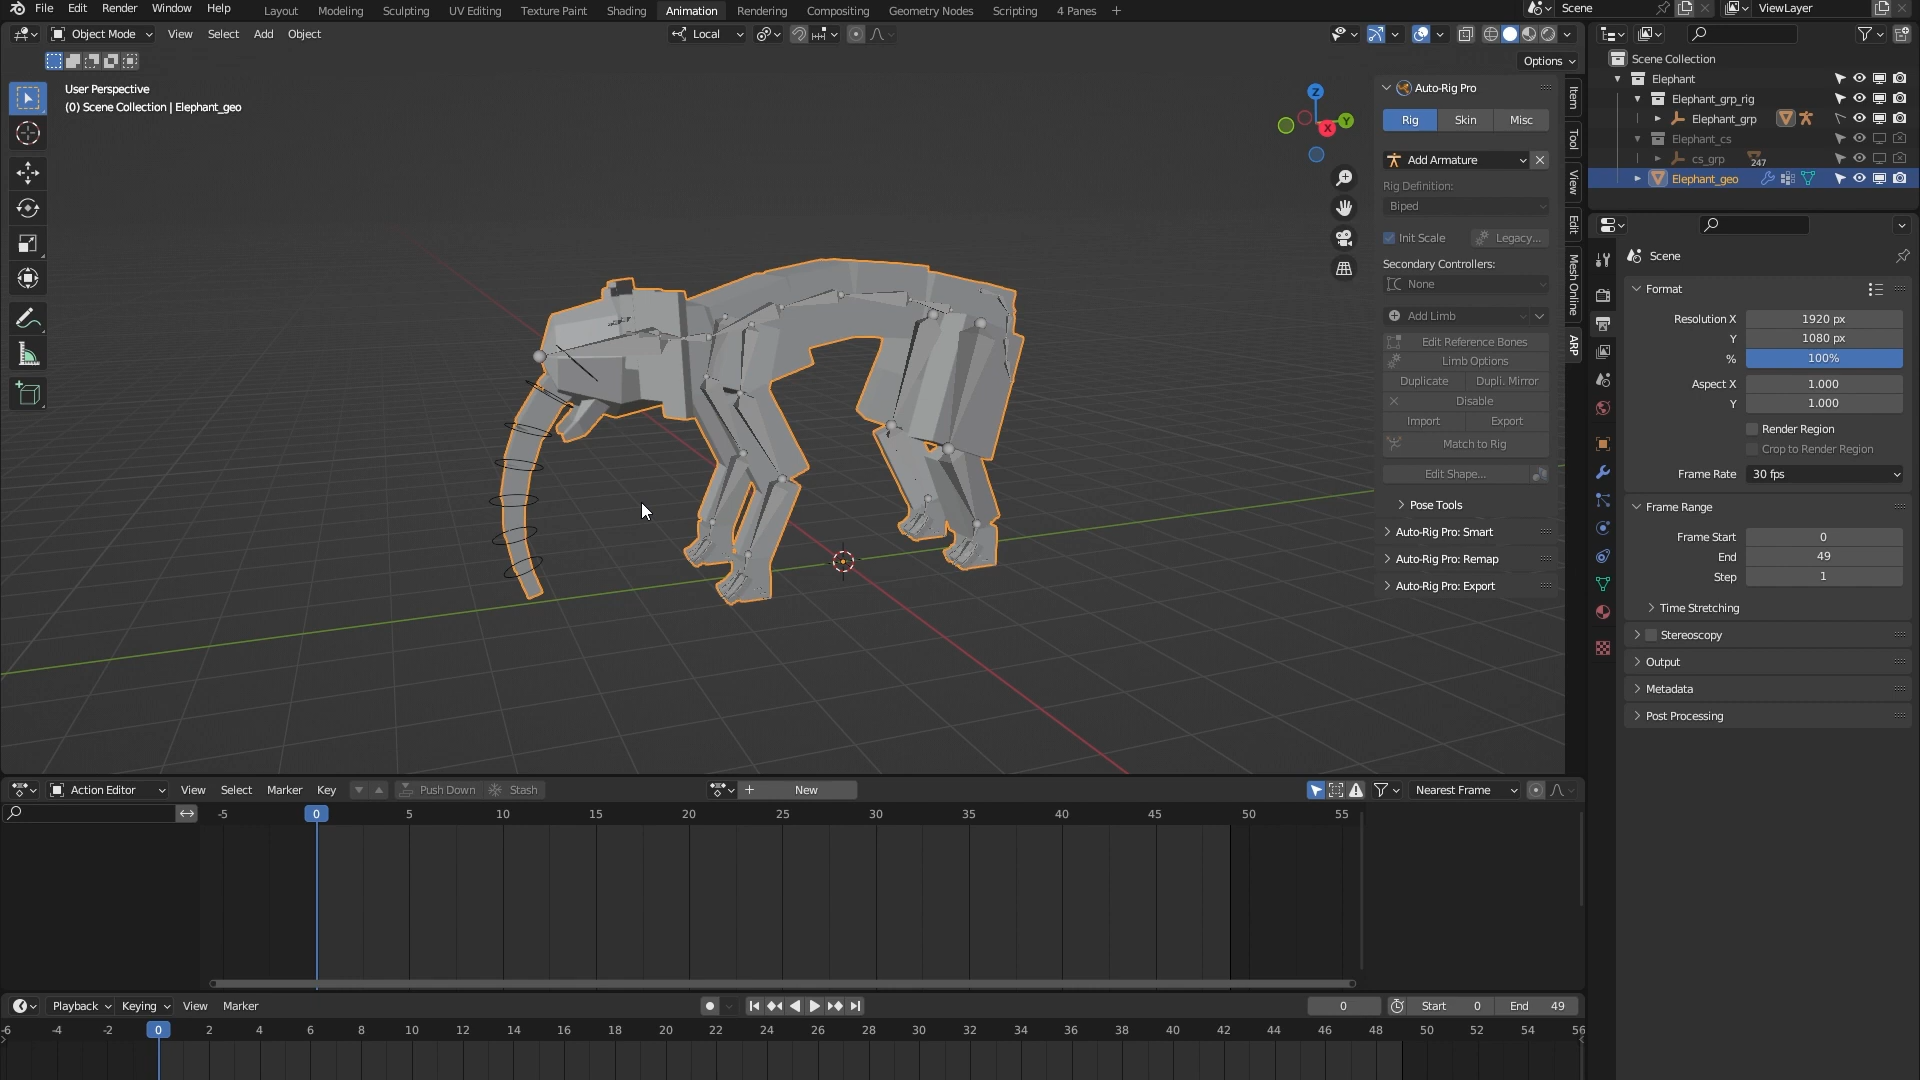 File Edit Render Window Help Layout Modeling Sculpting UV Editing Texture Paint Shading Animation Rendering Compositing Geometry Nodes Scripting 4 Panes + Scene ViewLayer
Object Mode View Select Add Object Local
Options
User Perspective
(0) Scene Collection | Elephant_geo
Z
Y
X
Item
Tool
View
Edit
Mesh Online
ARP
Auto-Rig Pro
Rig Skin Misc
Add Armature
Rig Definition:
Biped
Init Scale Legacy...
Secondary Controllers:
None
Add Limb
Edit Reference Bones
Limb Options
Duplicate Dupli. Mirror
Disable
Import Export
Match to Rig
Edit Shape...
Pose Tools
Auto-Rig Pro: Smart
Auto-Rig Pro: Remap
Auto-Rig Pro: Export
Scene Collection
Elephant
Elephant_grp_rig
Elephant_grp
Elephant_cs
cs_grp 247
Elephant_geo
Scene
Format
Resolution X 1920 px
Y 1080 px
% 100%
Aspect X 1.000
Y 1.000
Render Region
Crop to Render Region
Frame Rate 30 fps
Frame Range
Frame Start 0
End 49
Step 1
Time Stretching
Stereoscopy
Output
Metadata
Post Processing
Action Editor View Select Marker Key Push Down Stash + New Nearest Frame
-5 0 5 10 15 20 25 30 35 40 45 50 55
Playback Keying View Marker 0 Start 0 End 49
-6 -4 -2 0 2 4 6 8 10 12 14 16 18 20 22 24 26 28 30 32 34 36 38 40 42 44 46 48 50 52 54 56